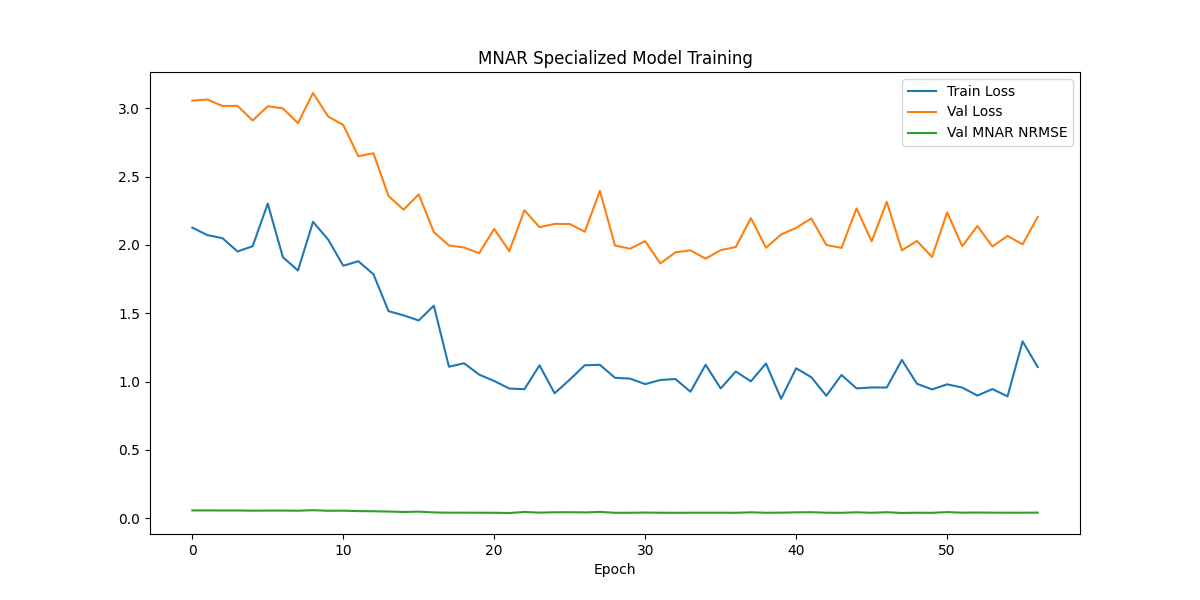 MNAR Specialized Model Training
Train Loss
Val Loss
Val MNAR NRMSE
3.0
2.5
2.0
1.5
1.0
0.5
0.0
0 10 20 30 40 50
Epoch